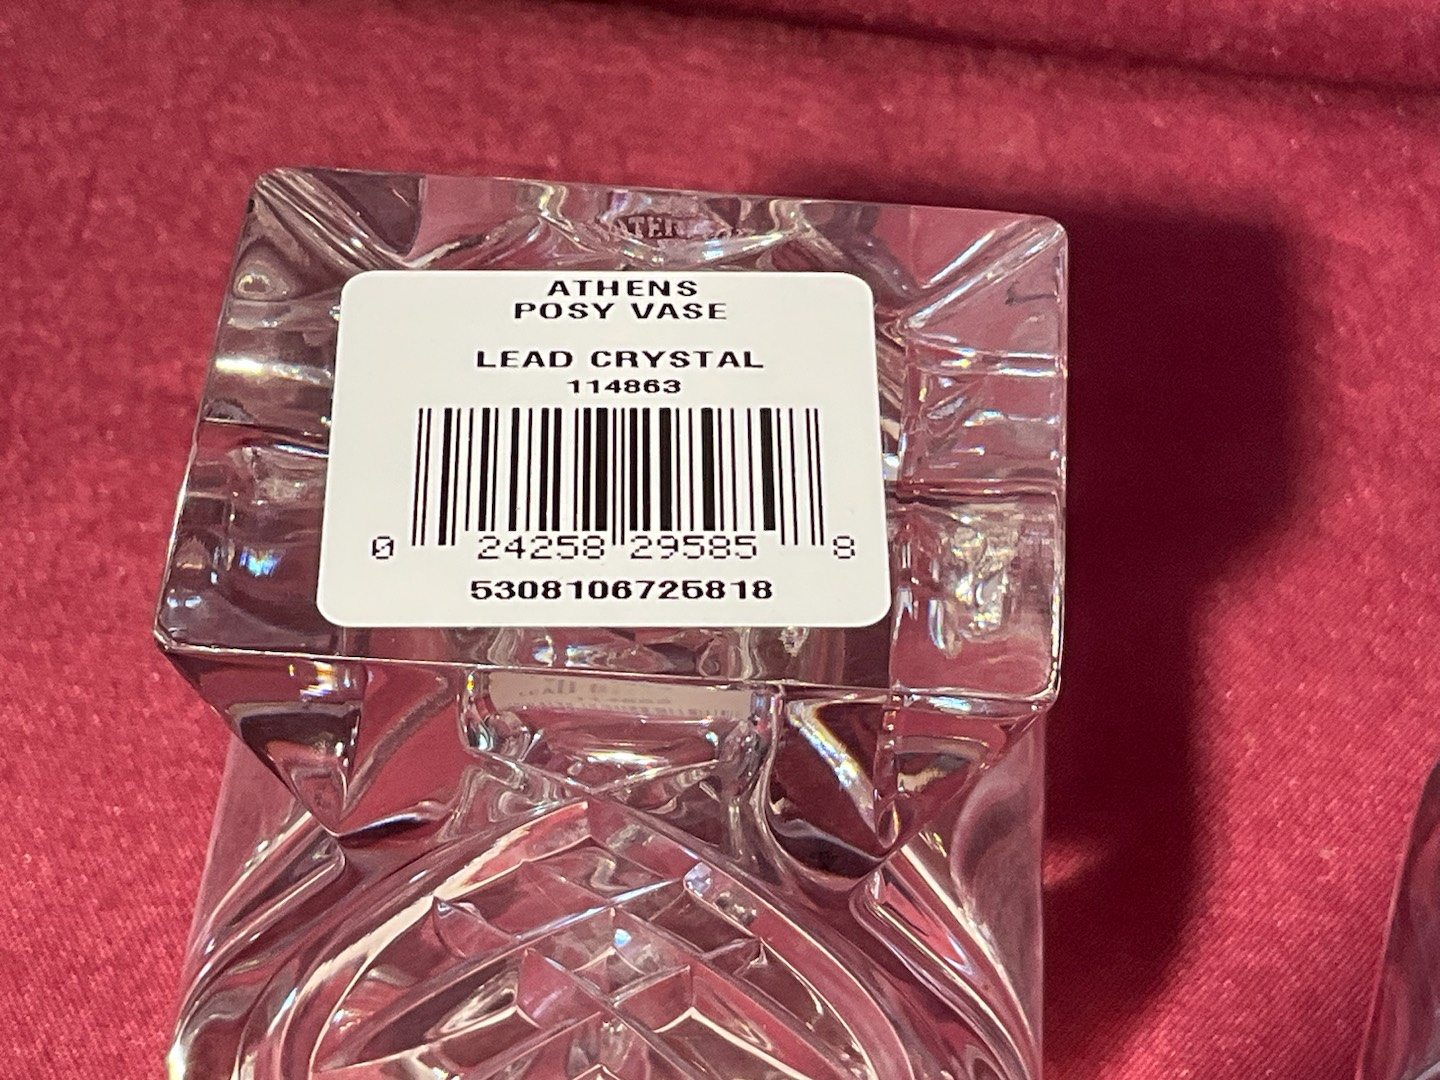 ATHENS
POSY VASE
LEAD CRYSTAL
114863
0 24258 29585 8
5308106725818